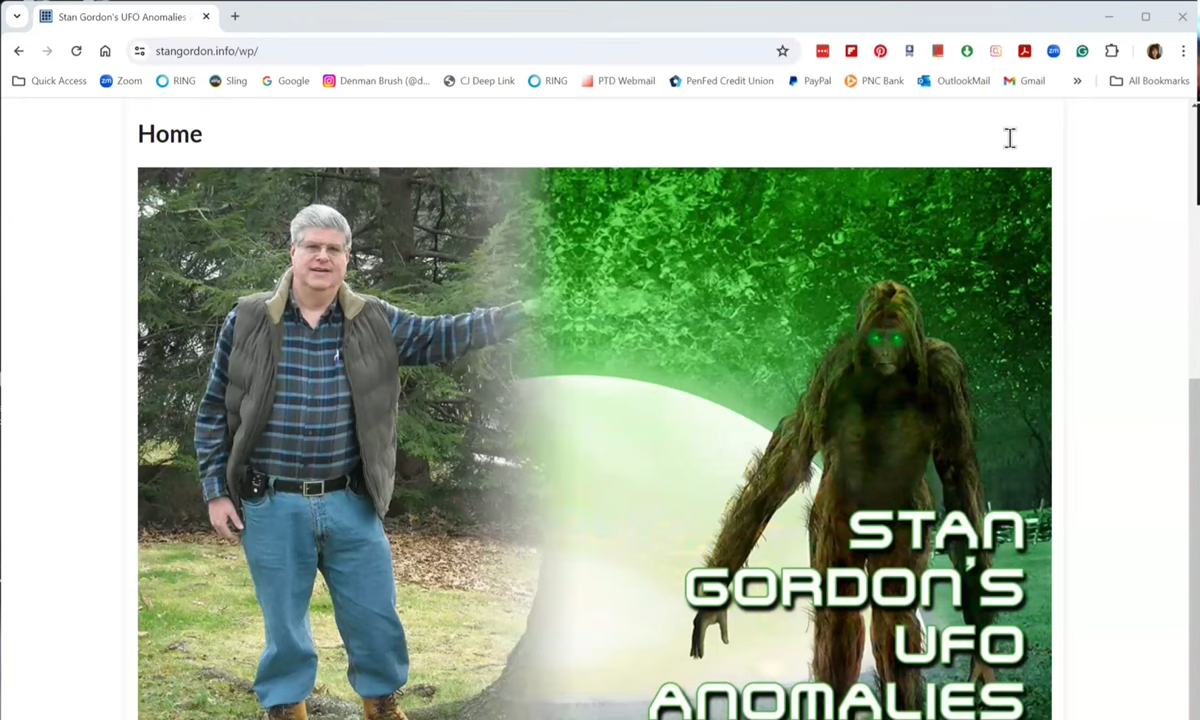 Stan Gordon's UFO Anomalies
stangordon.info/wp/
Quick Access
Zoom
RING
Sling
Google
Denman Brush (@d...
CJ Deep Link
RING
PTD Webmail
PenFed Credit Union
PayPal
PNC Bank
OutlookMail
Gmail
»
All Bookmarks
Home
STAN
GORDON'S
UFO
ANOMALIES